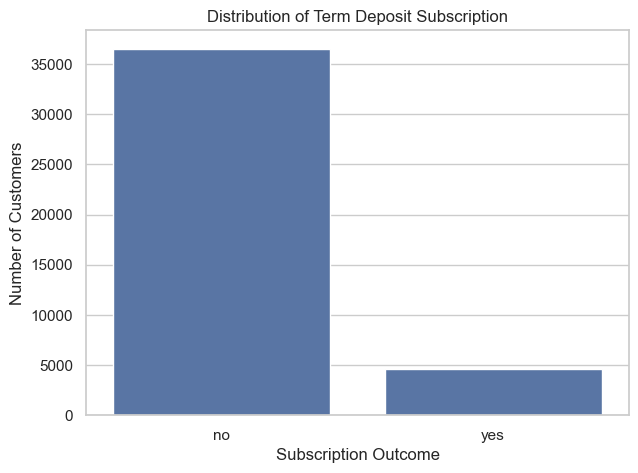 Distribution of Term Deposit Subscription
Number of Customers
35000
30000
25000
20000
15000
10000
5000
0
no
yes
Subscription Outcome